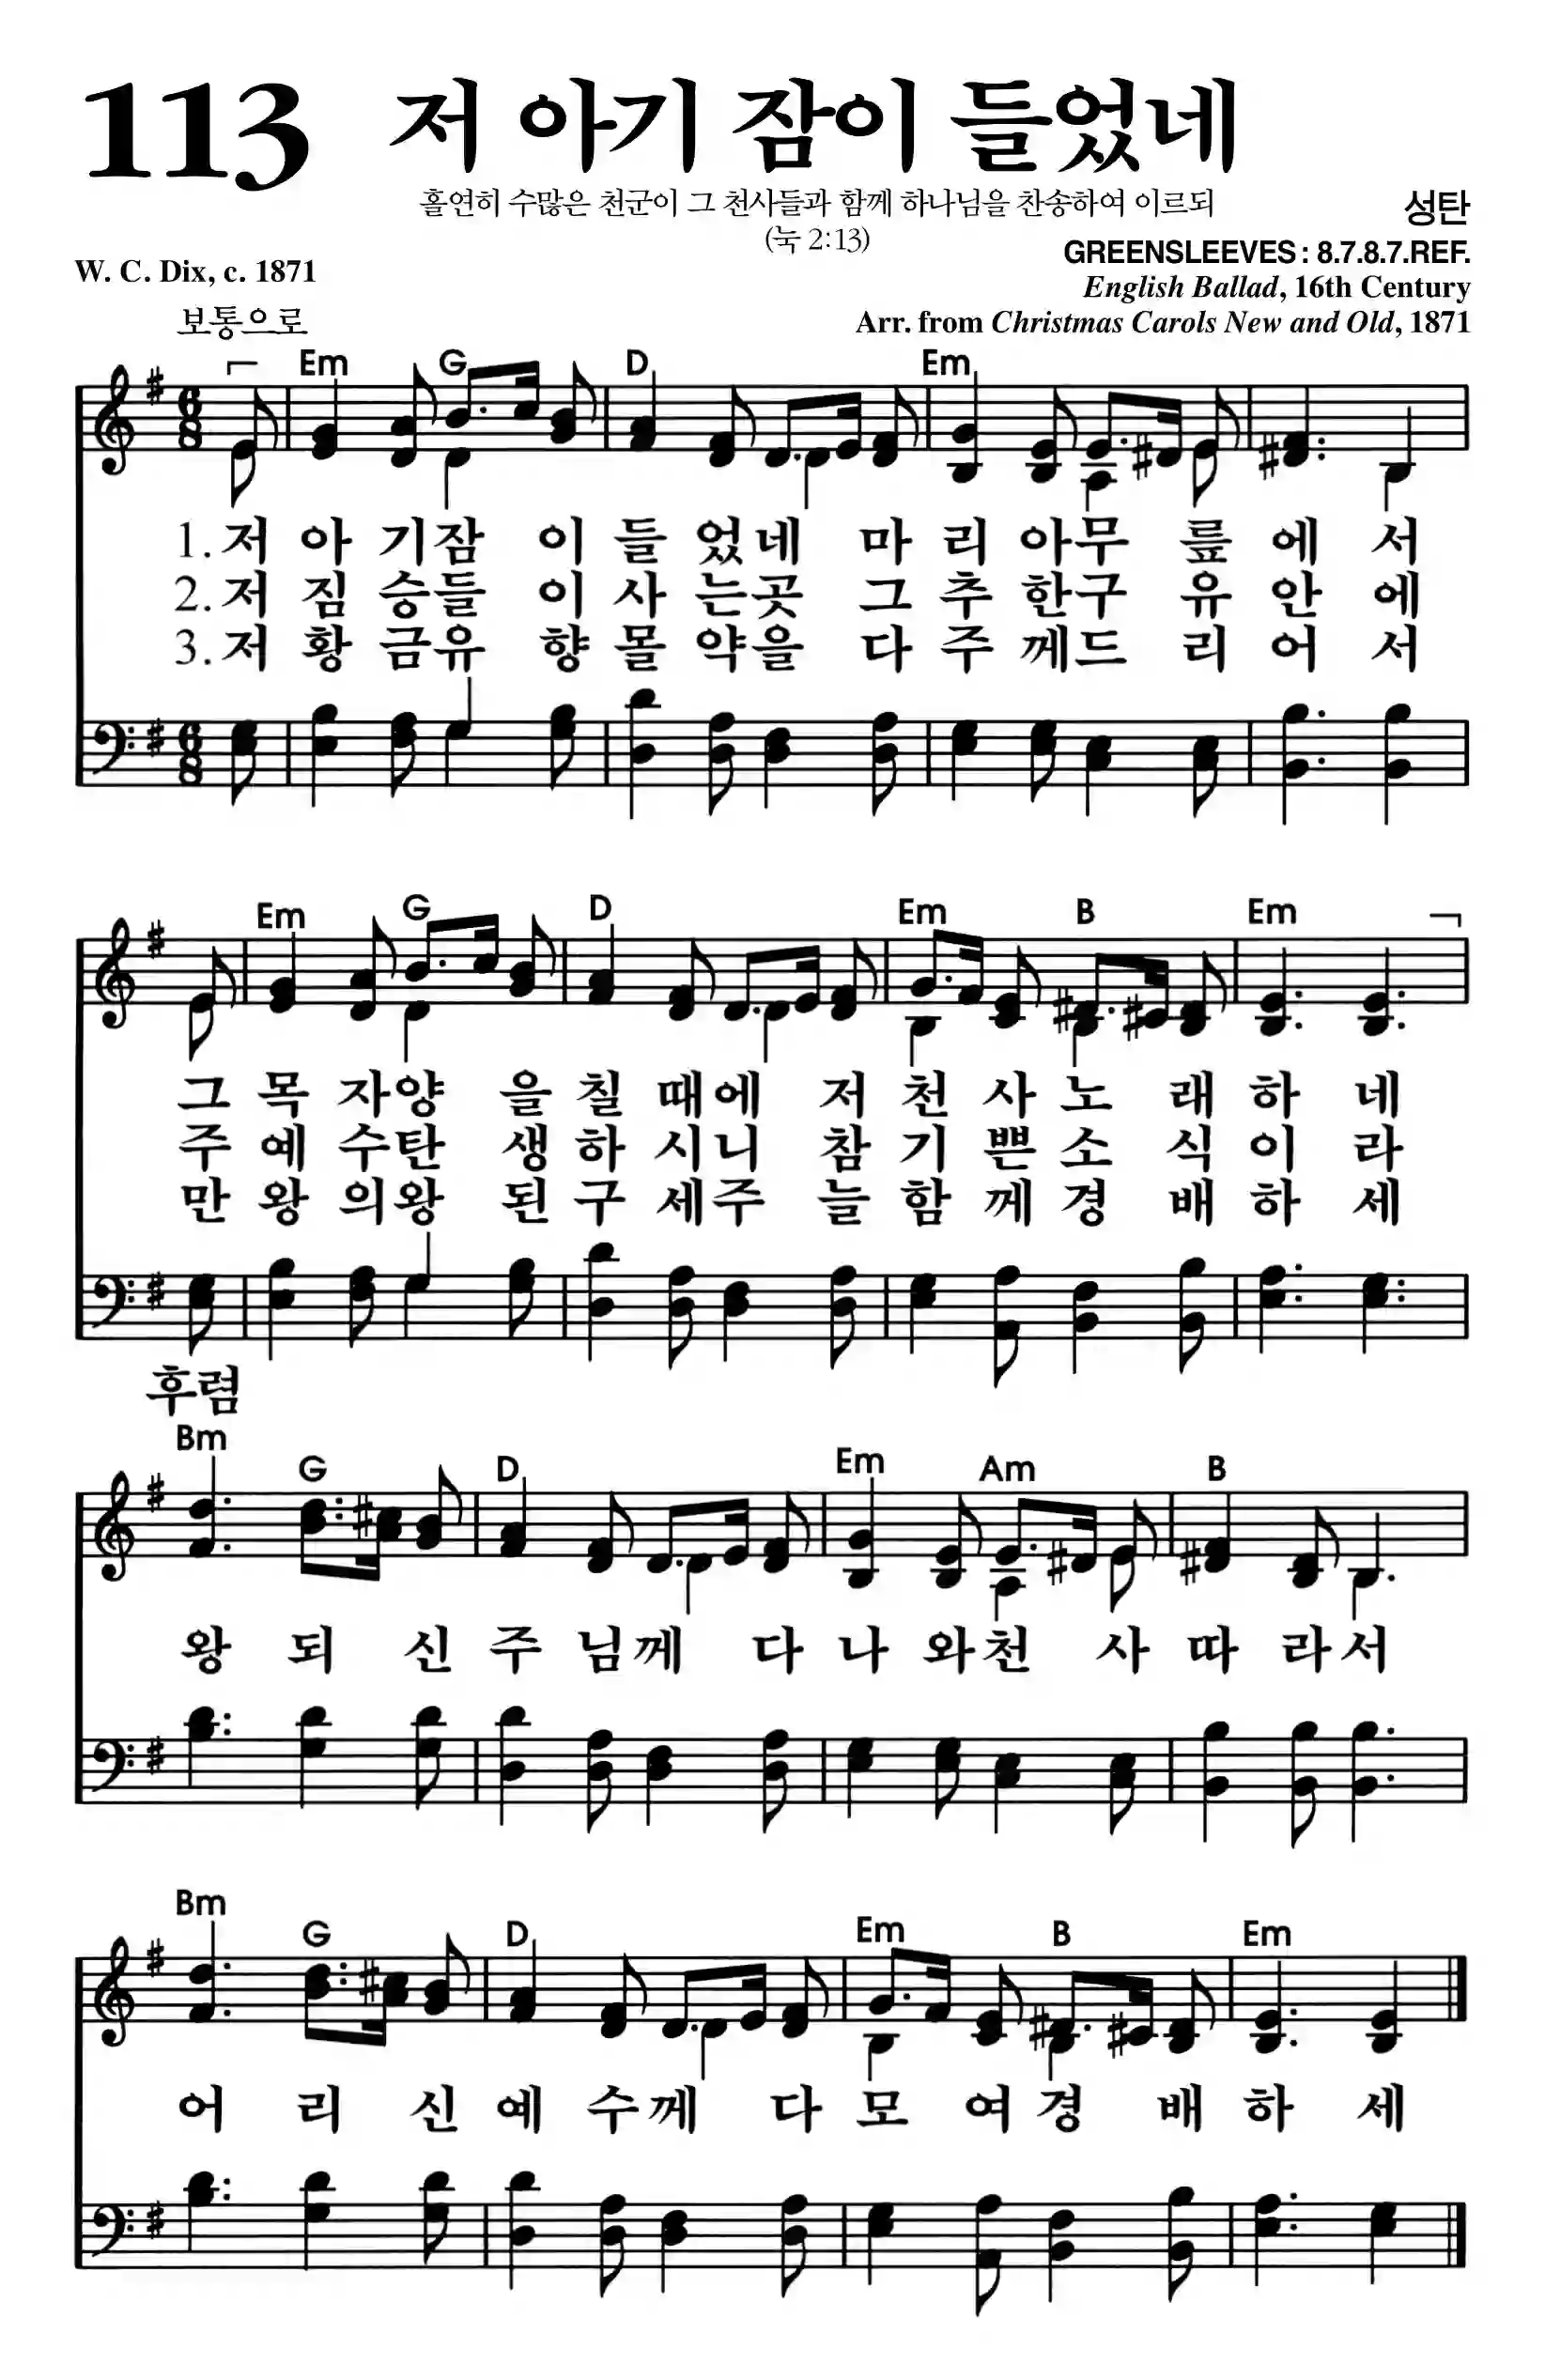 113 저 아기 잠이 들었네
홀연히 수많은 천군이 그 천사들과 함께 하나님을 찬송하여 이르되
(눅 2:13)
성탄
GREENSLEEVES : 8.7.8.7.REF.
W. C. Dix, c. 1871
English Ballad, 16th Century
보통으로
Arr. from Christmas Carols New and Old, 1871
Em G D Em
6 8
1. 저 아 기잠 이 들 었네 마 리 아무 릎 에 서
2. 저 짐 승들 이 사 는곳 그 추 한구 유 안 에
3. 저 황 금유 향 몰 약을 다 주 께드 리 어 서
6 8
Em G D Em B Em
그 목 자양 을 칠 때에 저 천 사 노 래 하 네
주 예 수탄 생 하 시니 참 기 쁜 소 식 이 라
만 왕 의왕 된 구 세주 늘 함 께 경 배 하 세
후렴
Bm G D Em Am B
왕 되 신 주 님께 다 나 와천 사 따 라서
Bm G D Em B Em
어 리 신 예 수께 다 모 여경 배 하 세